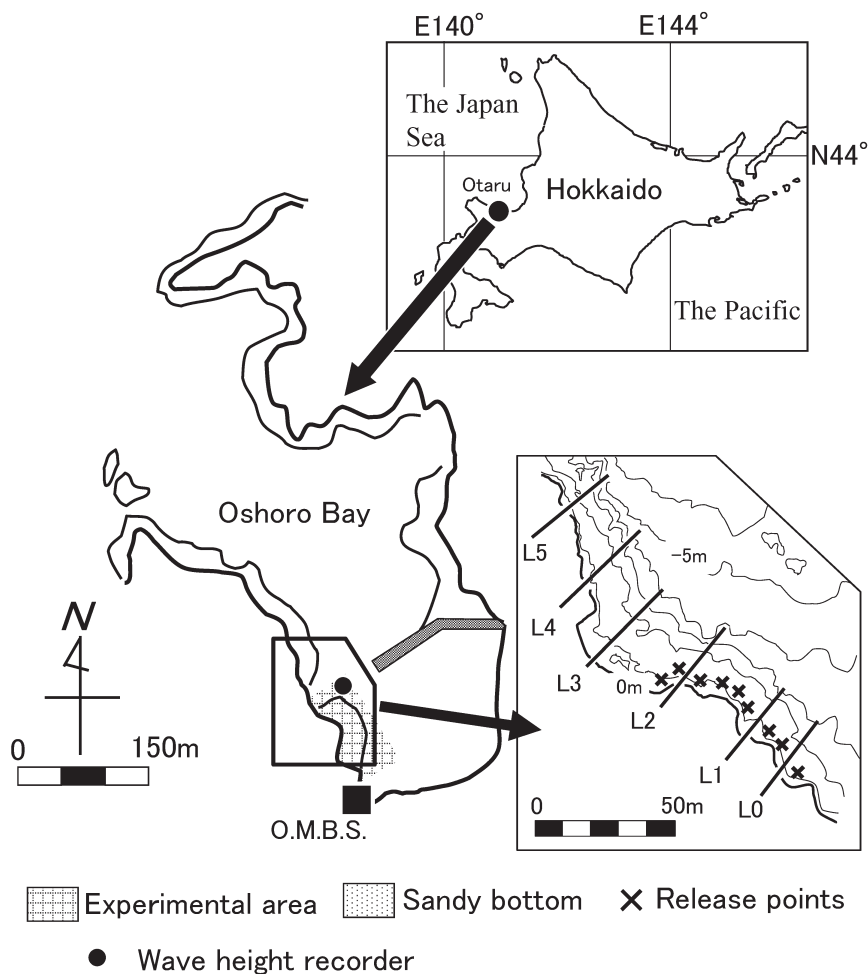 E140° E144°
The Japan
Sea
N44°
Otaru
Hokkaido
The Pacific
Oshoro Bay
L5
-5m
L4
N
L3
0m
L2
0 150m
L1
0 50m
L0
O.M.B.S.
Experimental area Sandy bottom Release points
Wave height recorder